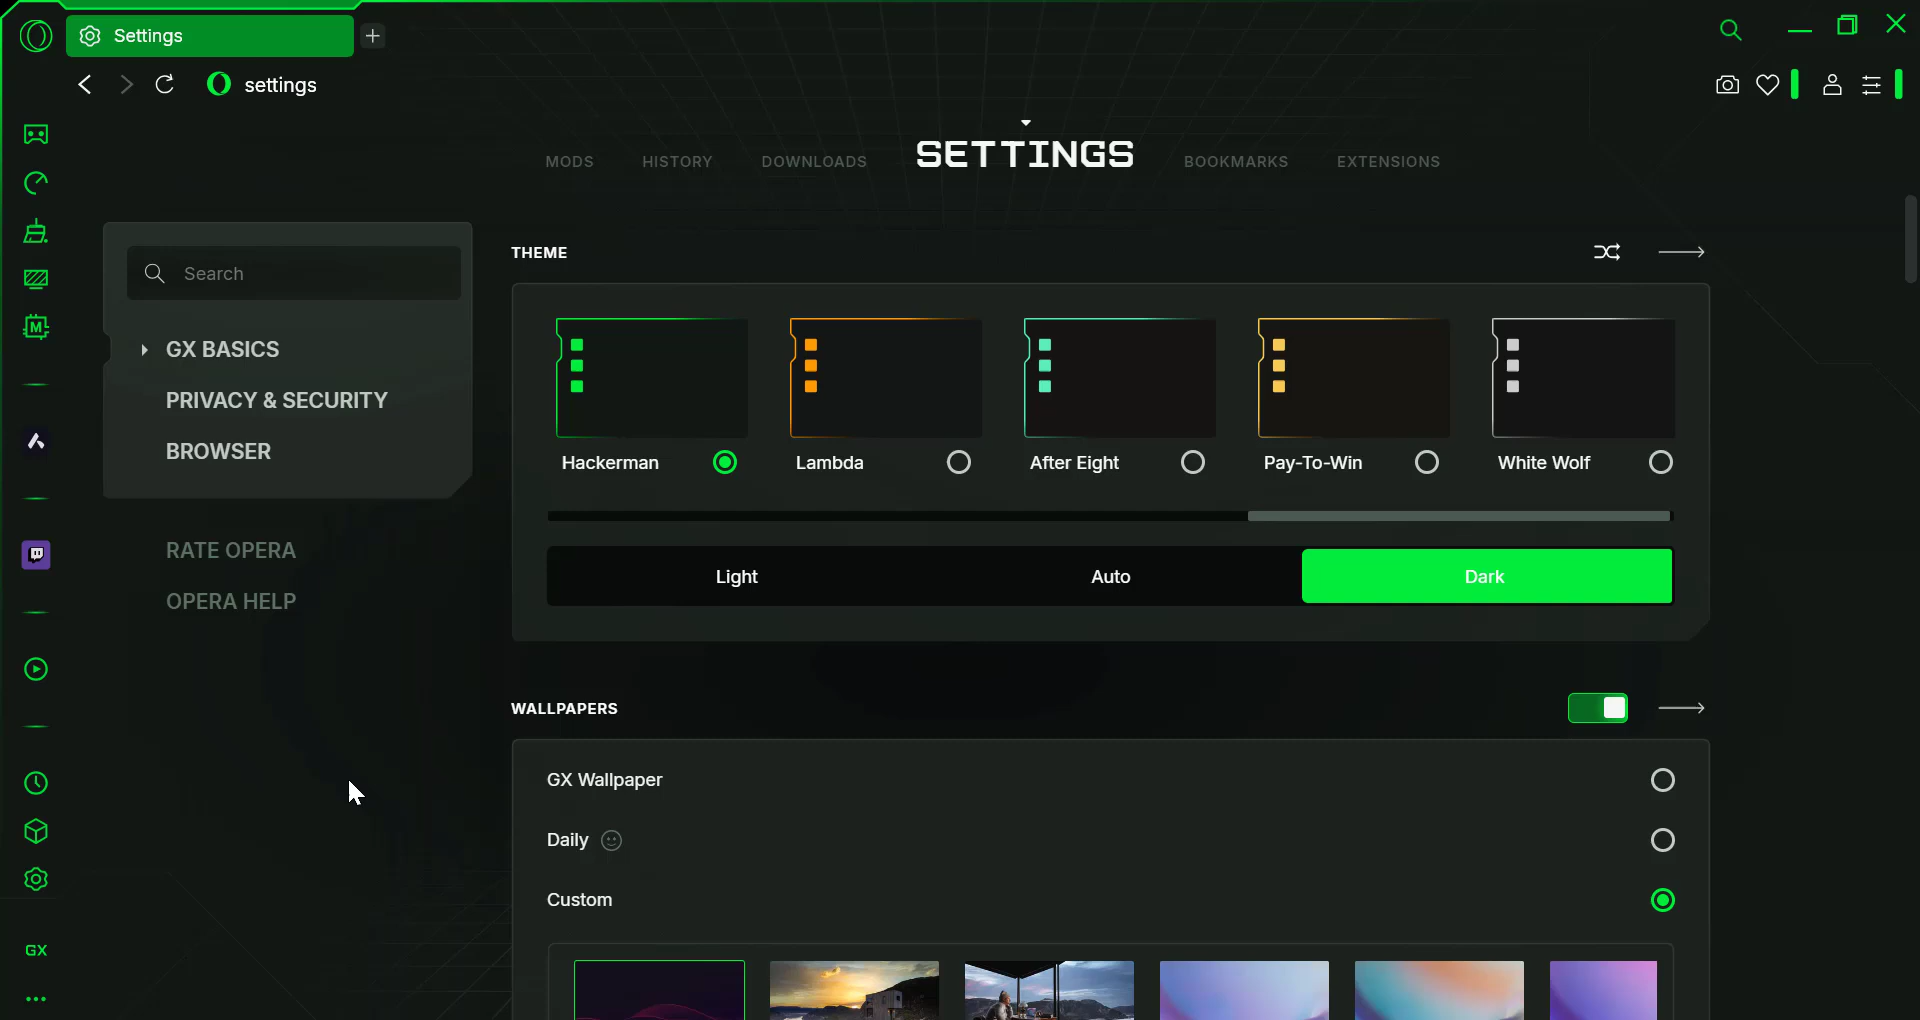 Settings
settings
MODS
HISTORY
DOWNLOADS
SETTINGS
BOOKMARKS
EXTENSIONS
Search
GX BASICS
PRIVACY & SECURITY
BROWSER
RATE OPERA
OPERA HELP
THEME
Hackerman
Lambda
After Eight
Pay-To-Win
White Wolf
Light
Auto
Dark
WALLPAPERS
GX Wallpaper
Daily
Custom
M
GX